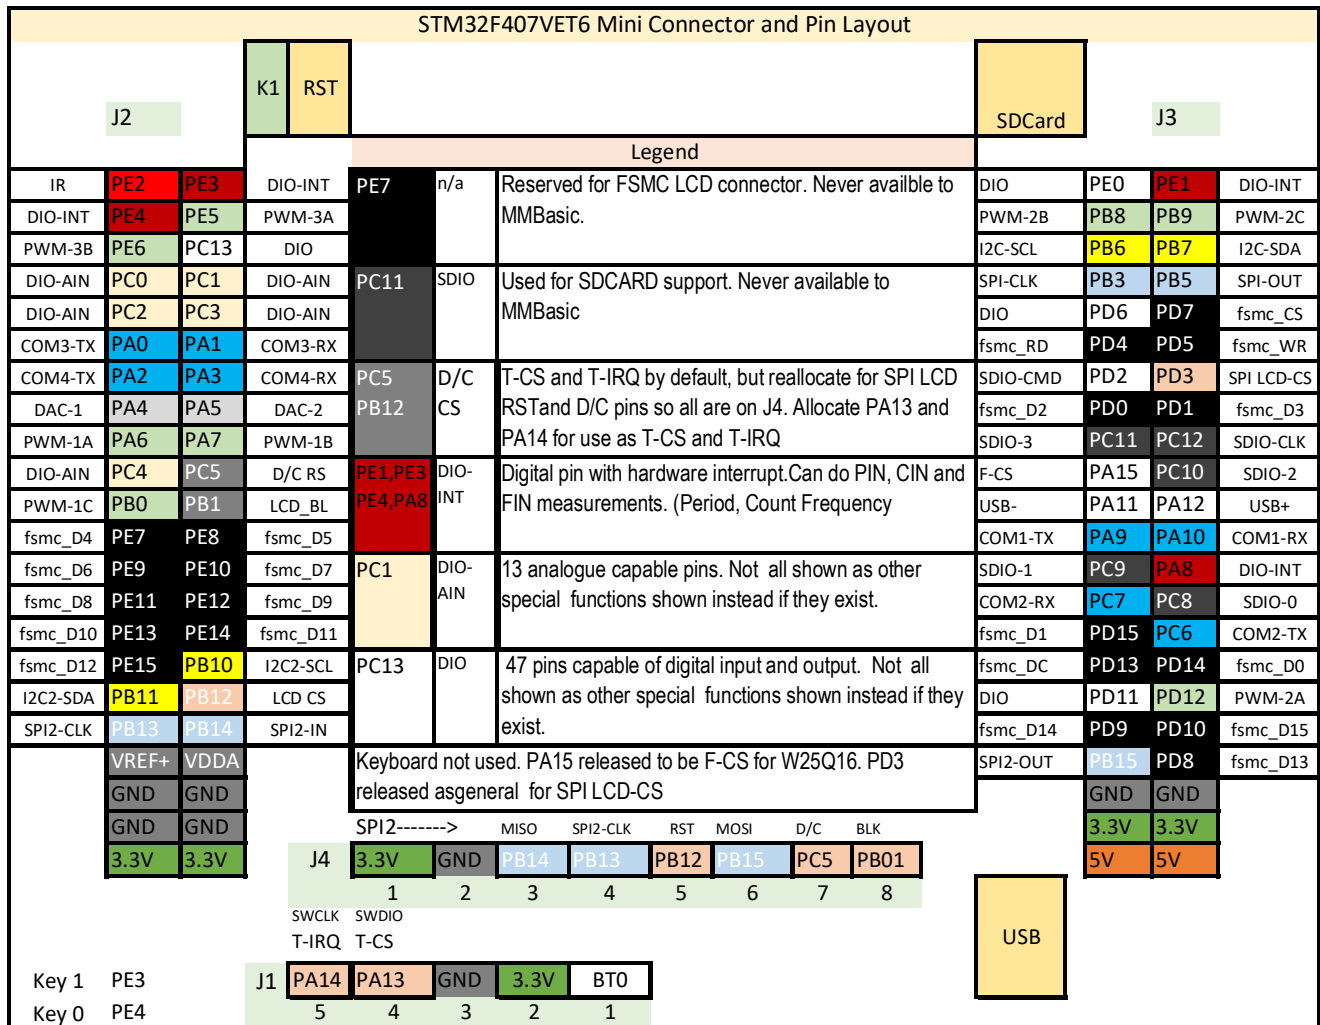 STM32F407VET6 Mini Connector and Pin Layout
K1 RST
J2 SDCard J3
Legend
IR PE2 PE3 DIO-INT PE7 n/a Reserved for FSMC LCD connector. Never availble to DIO PE0 PE1 DIO-INT
DIO-INT PE4 PE5 PWM-3A MMBasic. PWM-2B PB8 PB9 PWM-2C
PWM-3B PE6 PC13 DIO I2C-SCL PB6 PB7 I2C-SDA
DIO-AIN PC0 PC1 DIO-AIN PC11 SDIO Used for SDCARD support. Never available to SPI-CLK PB3 PB5 SPI-OUT
DIO-AIN PC2 PC3 DIO-AIN MMBasic DIO PD6 PD7 fsmc_CS
COM3-TX PA0 PA1 COM3-RX fsmc_RD PD4 PD5 fsmc_WR
COM4-TX PA2 PA3 COM4-RX PC5 D/C T-CS and T-IRQ by default, but reallocate for SPI LCD SDIO-CMD PD2 PD3 SPI LCD-CS
DAC-1 PA4 PA5 DAC-2 PB12 CS RSTand D/C pins so all are on J4. Allocate PA13 and fsmc_D2 PD0 PD1 fsmc_D3
PWM-1A PA6 PA7 PWM-1B PA14 for use as T-CS and T-IRQ SDIO-3 PC11 PC12 SDIO-CLK
DIO-AIN PC4 PC5 D/C RS PE1,PE3 DIO- Digital pin with hardware interrupt.Can do PIN, CIN and F-CS PA15 PC10 SDIO-2
PWM-1C PB0 PB1 LCD_BL PE4,PA8 INT FIN measurements. (Period, Count Frequency USB- PA11 PA12 USB+
fsmc_D4 PE7 PE8 fsmc_D5 COM1-TX PA9 PA10 COM1-RX
fsmc_D6 PE9 PE10 fsmc_D7 PC1 DIO- 13 analogue capable pins. Not all shown as other SDIO-1 PC9 PA8 DIO-INT
fsmc_D8 PE11 PE12 fsmc_D9 AIN special functions shown instead if they exist. COM2-RX PC7 PC8 SDIO-0
fsmc_D10 PE13 PE14 fsmc_D11 fsmc_D1 PD15 PC6 COM2-TX
fsmc_D12 PE15 PB10 I2C2-SCL PC13 DIO 47 pins capable of digital input and output. Not all fsmc_DC PD13 PD14 fsmc_D0
I2C2-SDA PB11 PB12 LCD CS shown as other special functions shown instead if they DIO PD11 PD12 PWM-2A
SPI2-CLK PB13 PB14 SPI2-IN exist. fsmc_D14 PD9 PD10 fsmc_D15
VREF+ VDDA Keyboard not used. PA15 released to be F-CS for W25Q16. PD3 SPI2-OUT PB15 PD8 fsmc_D13
GND GND released asgeneral for SPI LCD-CS GND GND
GND GND SPI2-------> MISO SPI2-CLK RST MOSI D/C BLK 3.3V 3.3V
3.3V 3.3V J4 3.3V GND PB14 PB13 PB12 PB15 PC5 PB01 5V 5V
1 2 3 4 5 6 7 8
SWCLK SWDIO
T-IRQ T-CS USB
Key 1 PE3 J1 PA14 PA13 GND 3.3V BT0
Key 0 PE4 5 4 3 2 1